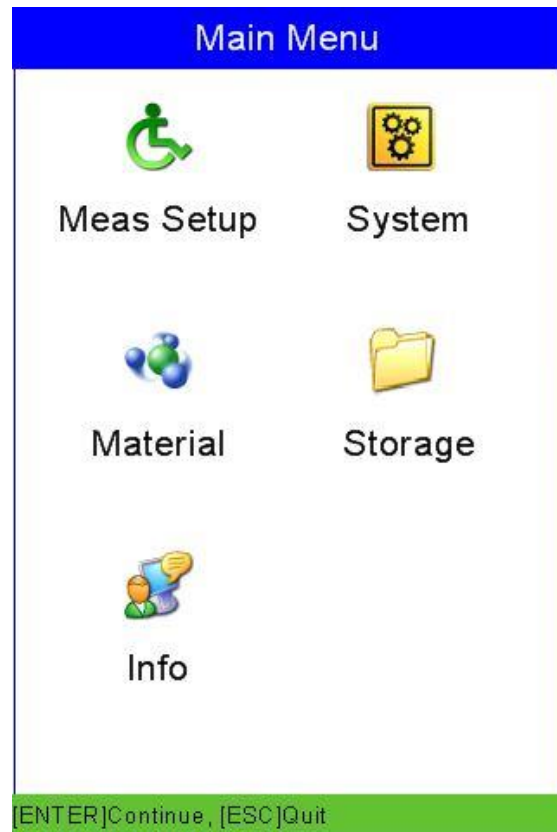 Main Menu
Meas Setup
System
Material
Storage
Info
[ENTER]Continue, [ESC]Quit